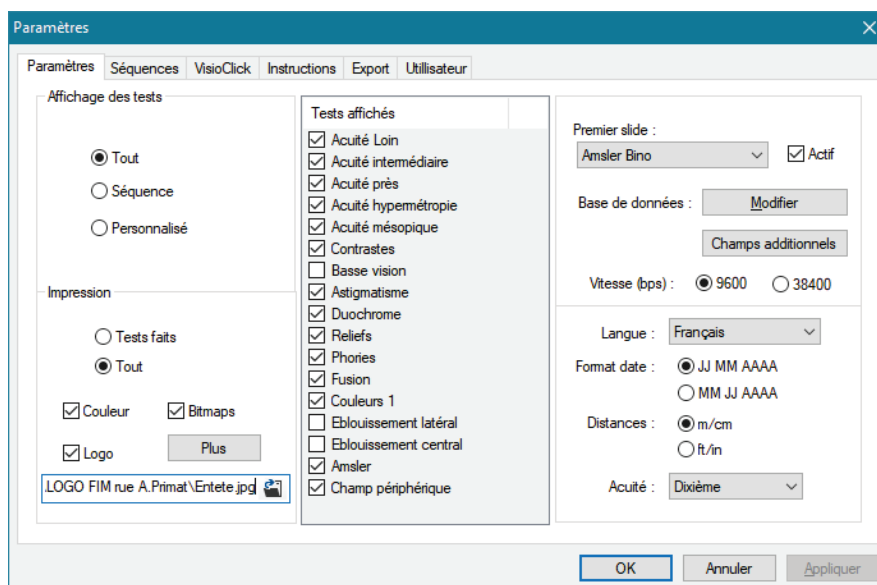 Paramètres
Paramètres Séquences VisioClick Instructions Export Utilisateur
Affichage des tests
Tout
Séquence
Personnalisé
Impression
Tests faits
Tout
Couleur Bitmaps
Logo Plus
.LOGO FIM rue A.Primat\Entete.jpg
Tests affichés
Acuité Loin
Acuité intermédiaire
Acuité près
Acuité hypermétropie
Acuité mésopique
Contrastes
Basse vision
Astigmatisme
Duochrome
Reliefs
Phories
Fusion
Couleurs 1
Eblouissement latéral
Eblouissement central
Amsler
Champ périphérique
Premier slide :
Amsler Bino Actif
Base de données : Modifier
Champs additionnels
Vitesse (bps) : 9600 38400
Langue : Français
Format date : JJ MM AAAA
MM JJ AAAA
Distances : m/cm
ft/in
Acuité : Dixième
OK Annuler Appliquer